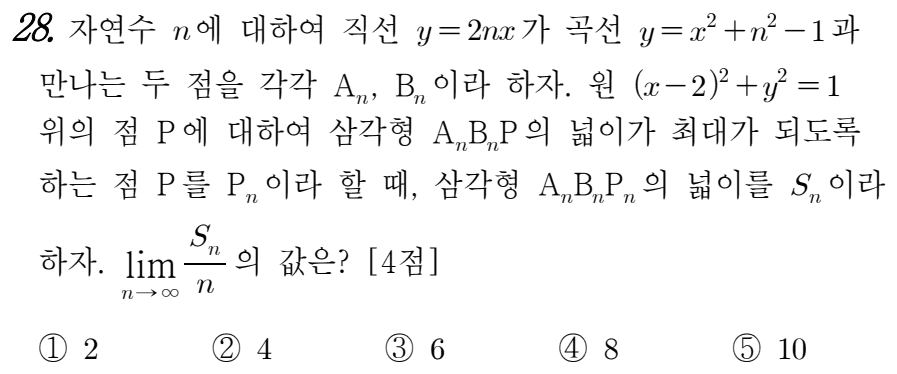 28. 자연수 n에 대하여 직선 y=2nx가 곡선 y=x²+n²-1과
만나는 두 점을 각각 Aₙ, Bₙ이라 하자. 원 (x-2)²+y²=1
위의 점 P에 대하여 삼각형 AₙBₙP의 넓이가 최대가 되도록
하는 점 P를 Pₙ이라 할 때, 삼각형 AₙBₙPₙ의 넓이를 Sₙ이라
하자. lim_{n→∞} Sₙ/n 의 값은? [4점]
① 2 ② 4 ③ 6 ④ 8 ⑤ 10